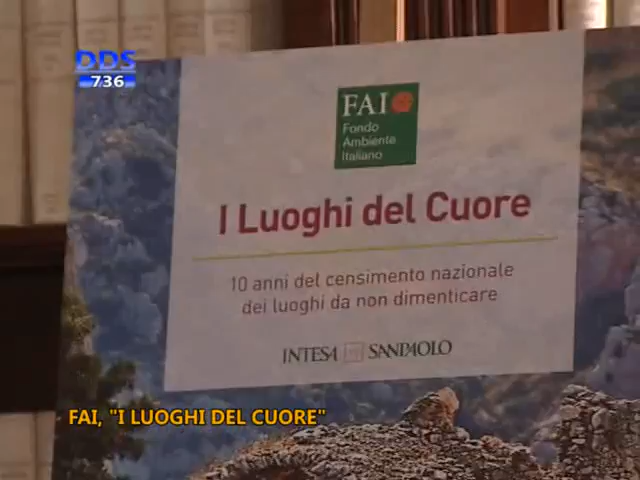 DDS
736
FAI
Fondo
Ambiente
Italiano
I Luoghi del Cuore
10 anni del censimento nazionale
dei luoghi da non dimenticare
INTESA SANPAOLO
FAI, "I LUOGHI DEL CUORE"